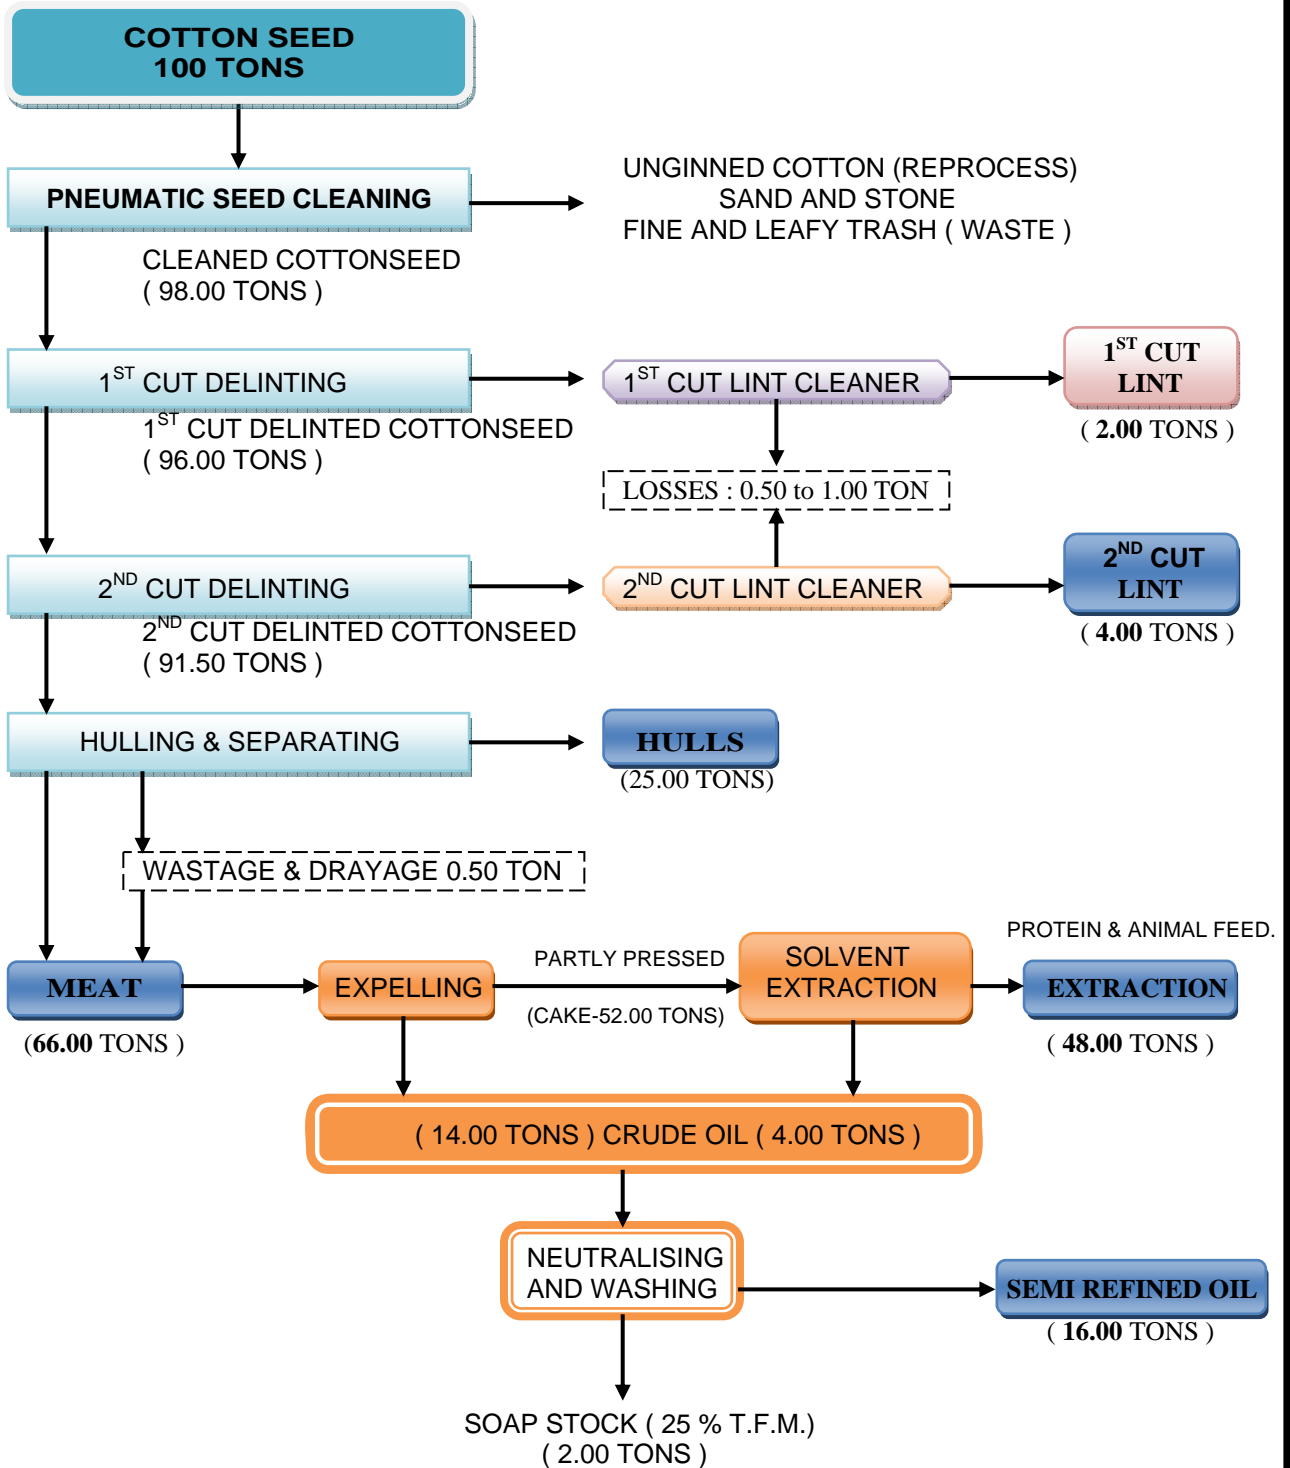 COTTON SEED
100 TONS
PNEUMATIC SEED CLEANING
UNGINNED COTTON (REPROCESS)
SAND AND STONE
FINE AND LEAFY TRASH ( WASTE )
CLEANED COTTONSEED
( 98.00 TONS )
1ST CUT DELINTING
1ST CUT LINT CLEANER
1ST CUT
LINT
( 2.00 TONS )
1ST CUT DELINTED COTTONSEED
( 96.00 TONS )
LOSSES : 0.50 to 1.00 TON
2ND CUT DELINTING
2ND CUT LINT CLEANER
2ND CUT
LINT
( 4.00 TONS )
2ND CUT DELINTED COTTONSEED
( 91.50 TONS )
HULLING & SEPARATING
HULLS
(25.00 TONS)
WASTAGE & DRAYAGE 0.50 TON
MEAT
(66.00 TONS )
EXPELLING
PARTLY PRESSED
(CAKE-52.00 TONS)
SOLVENT
EXTRACTION
PROTEIN & ANIMAL FEED.
EXTRACTION
( 48.00 TONS )
( 14.00 TONS ) CRUDE OIL ( 4.00 TONS )
NEUTRALISING
AND WASHING
SEMI REFINED OIL
( 16.00 TONS )
SOAP STOCK ( 25 % T.F.M.)
( 2.00 TONS )